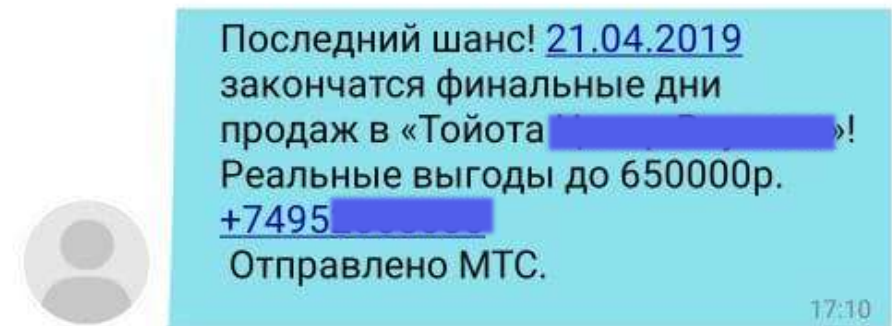 Последний шанс! 21.04.2019
закончатся финальные дни
продаж в «Тойота »!
Реальные выгоды до 650000р.
+7495
Отправлено МТС.
17:10